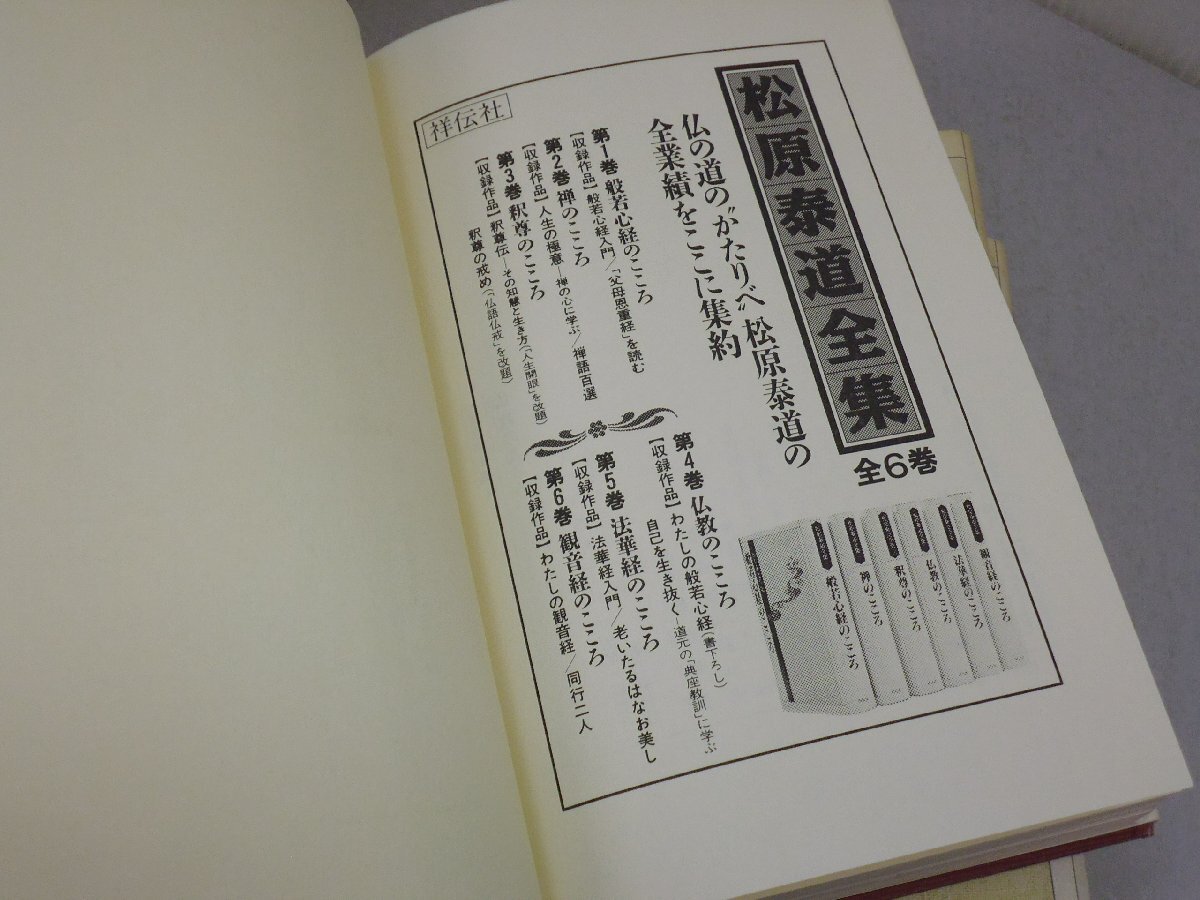 松原泰道全集
全6巻
仏の道の〝かたりべ〟松原泰道の
全業績をここに集約
第1巻 般若心経のこころ
【収録作品】般若心経入門/「父母恩重経」を読む
第2巻 禅のこころ
【収録作品】人生の極意―禅の心に学ぶ/禅語百選
第3巻 釈尊のこころ
【収録作品】釈尊伝―その知慧と生き方(「人生開眼」を改題)
釈尊の戒め(「仏語仏戒」を改題)
第4巻 仏教のこころ
【収録作品】わたしの般若心経(書下ろし)
自己を生き抜く―道元の「典座教訓」に学ぶ
第5巻 法華経のこころ
【収録作品】法華経入門/老いたるはなお美し
第6巻 観音経のこころ
【収録作品】わたしの観音経/同行二人
祥伝社
般若心経のこころ
禅のこころ
釈尊のこころ
仏教のこころ
法華経のこころ
観音経のこころ